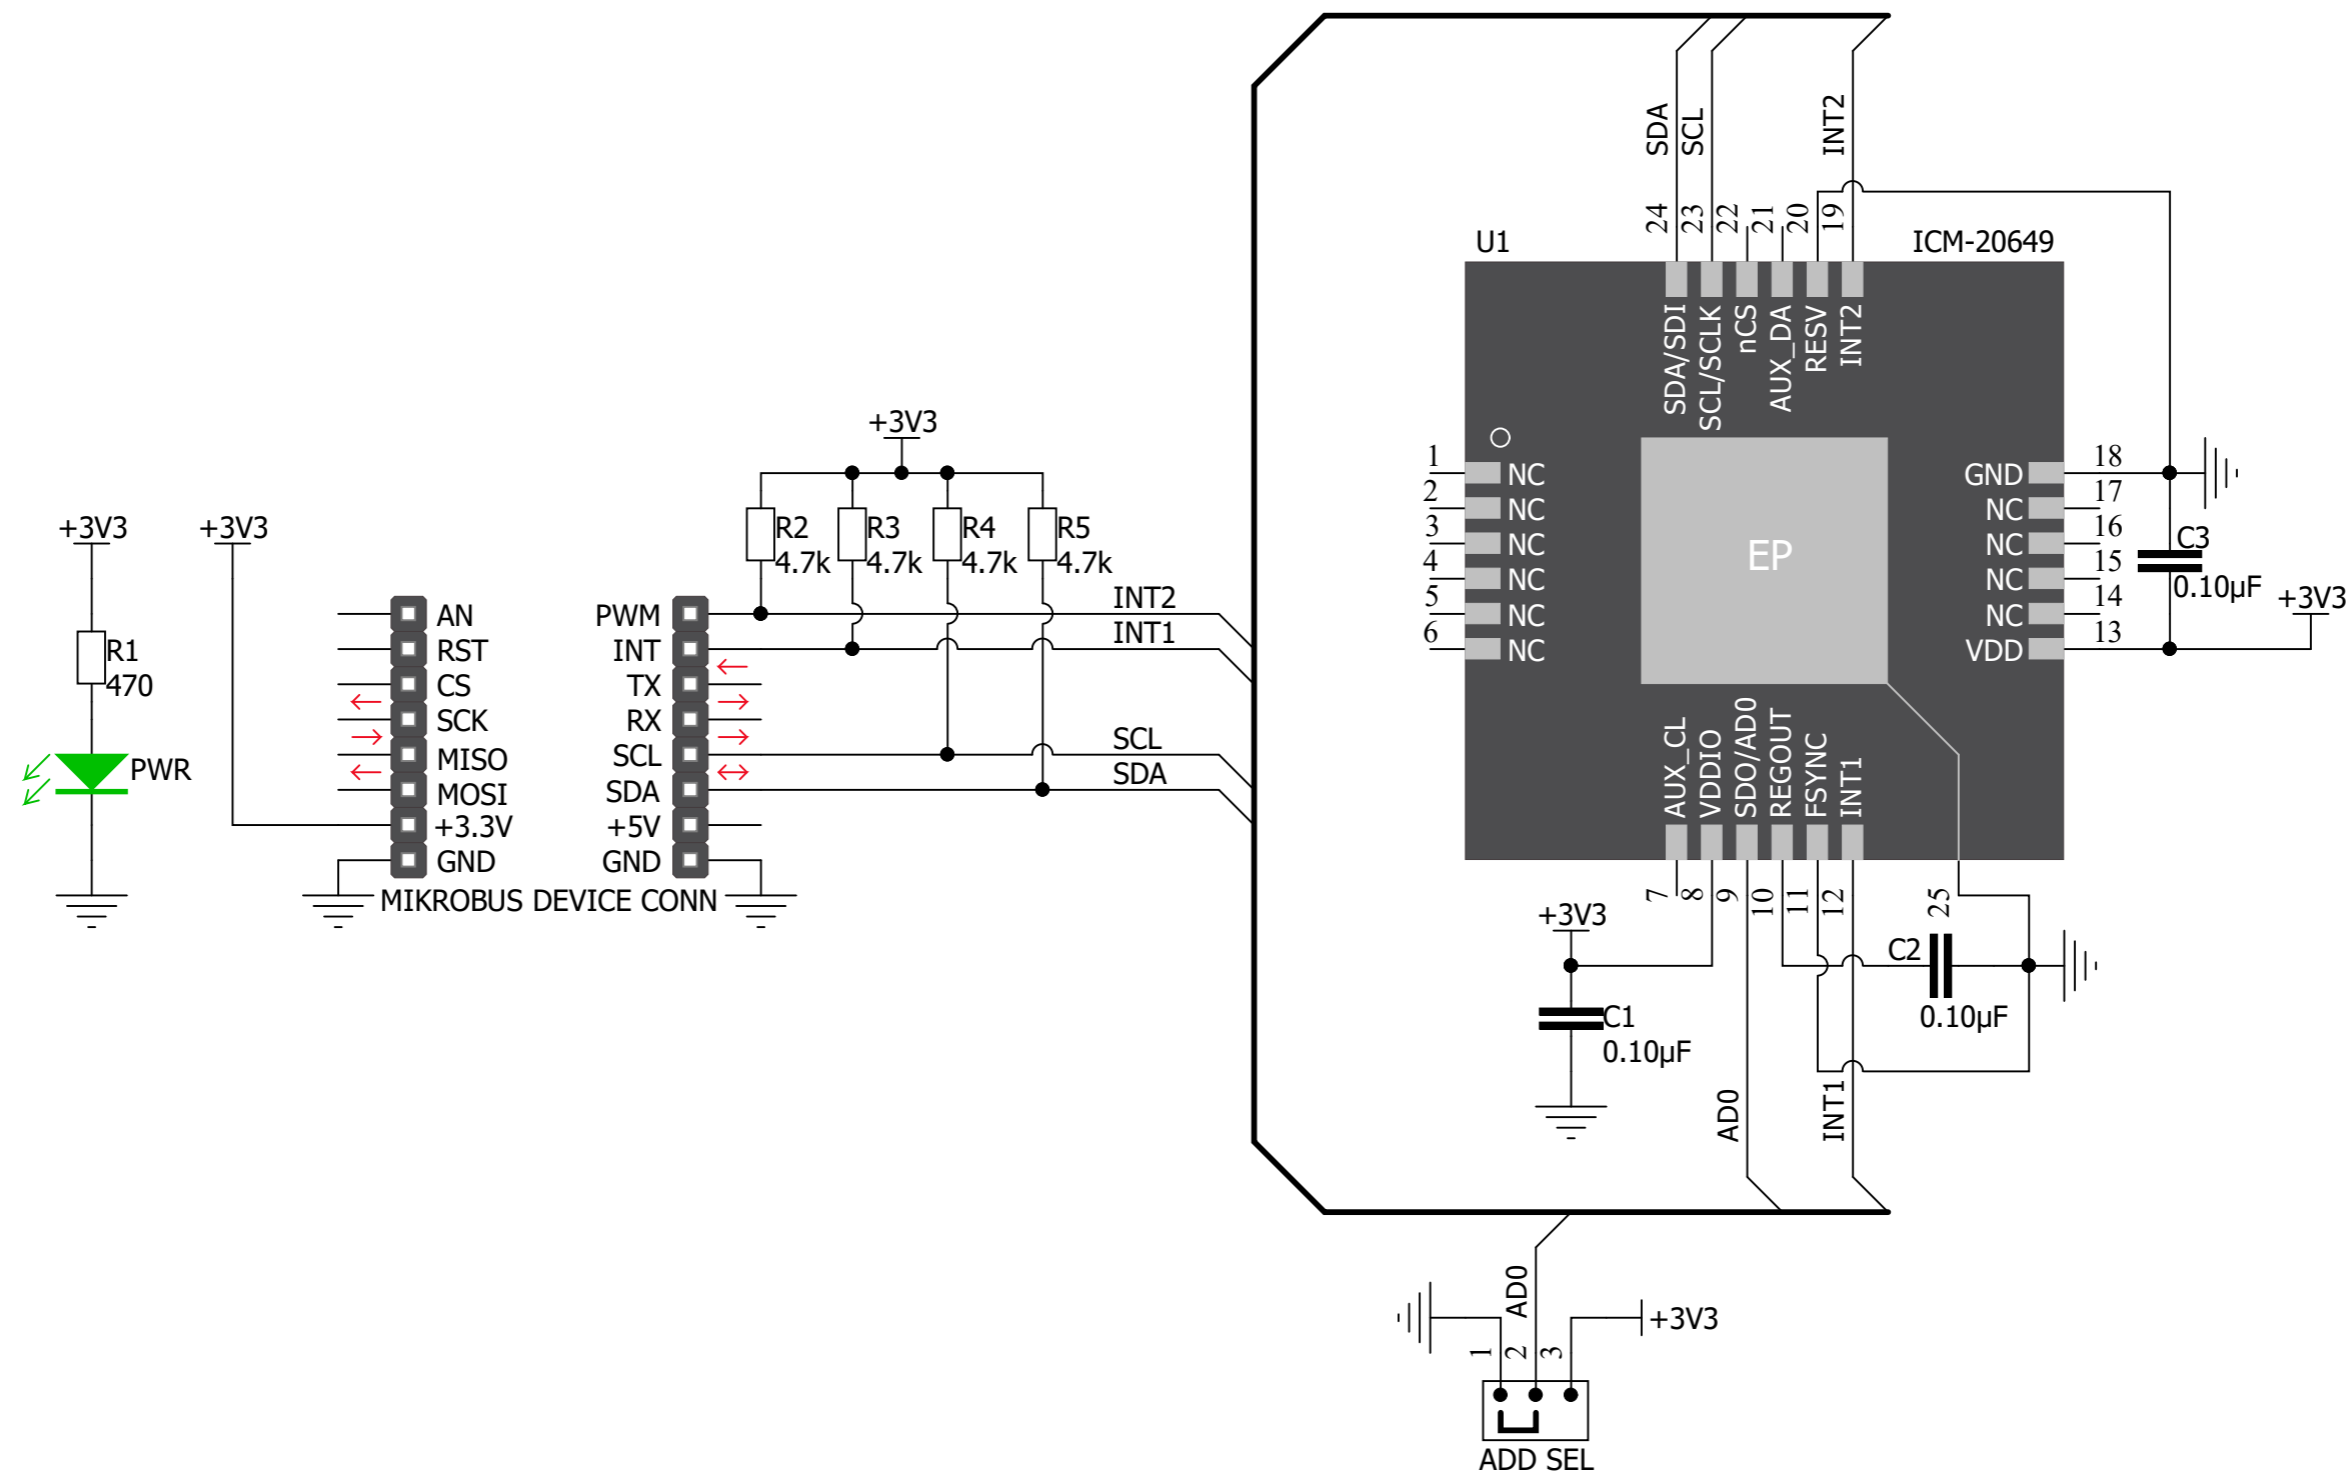 +3V3
R1
470
PWR
+3V3
AN
RST
CS
SCK
MISO
MOSI
+3.3V
GND
PWM
INT
TX
RX
SCL
SDA
+5V
GND
MIKROBUS DEVICE CONN
+3V3
R2
4.7k
R3
4.7k
R4
4.7k
R5
4.7k
INT2
INT1
SCL
SDA
SDA
SCL
INT2
24
23
22
21
20
19
U1
ICM-20649
SDA/SDI
SCL/SCLK
nCS
AUX_DA
RESV
INT2
1
NC
2
NC
3
NC
4
NC
5
NC
6
NC
EP
GND
18
NC
17
NC
16
NC
15
NC
14
VDD
13
C3
0.10µF
+3V3
AUX_CL
VDDIO
SDO/AD0
REGOUT
FSYNC
INT1
7
8
9
10
11
12
25
+3V3
C1
0.10µF
C2
0.10µF
AD0
INT1
AD0
+3V3
1
2
3
ADD SEL